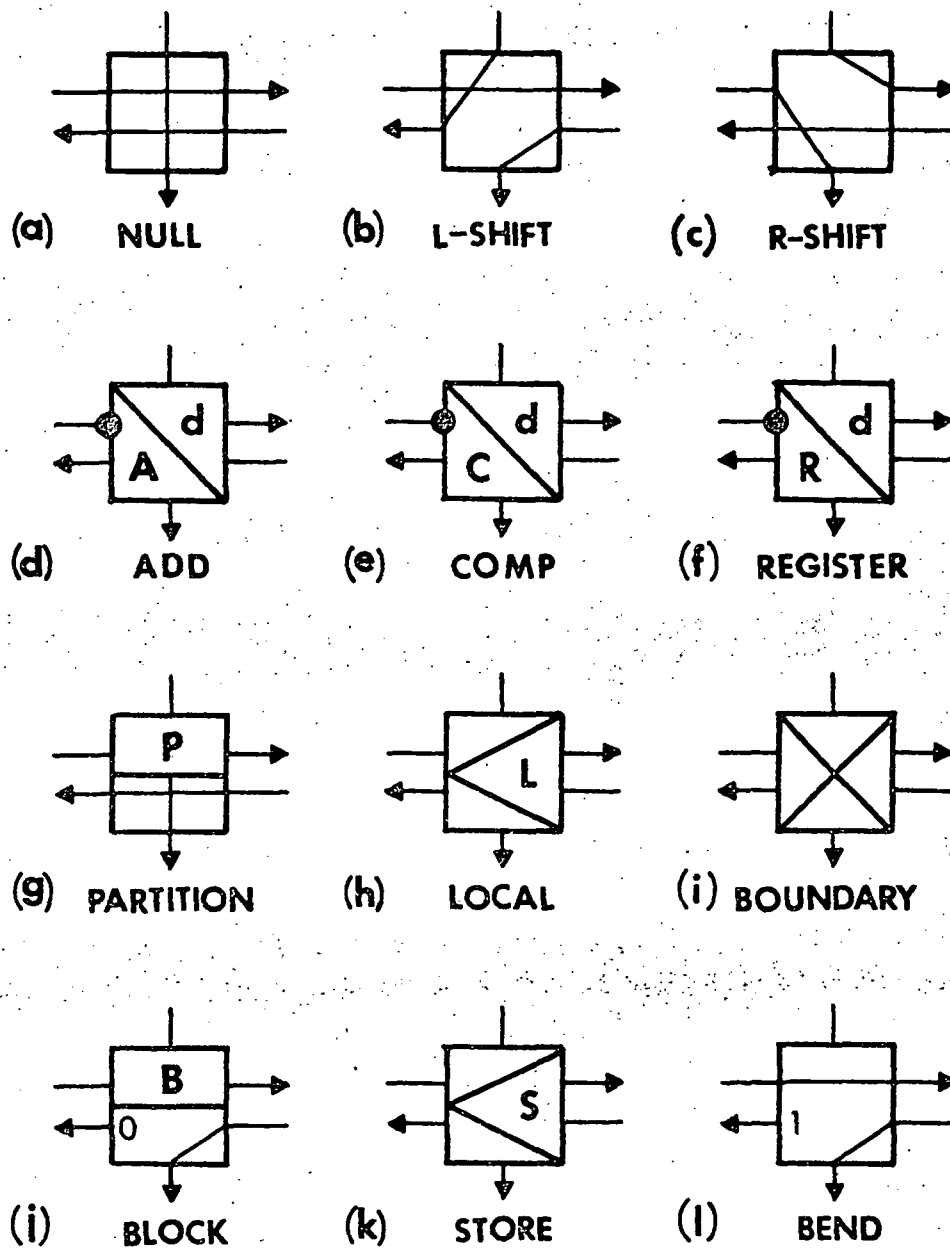 (a) NULL (b) L-SHIFT (c) R-SHIFT
d d d
A C R
(d) ADD (e) COMP (f) REGISTER
P L
(g) PARTITION (h) LOCAL (i) BOUNDARY
B S
0 1
(j) BLOCK (k) STORE (l) BEND